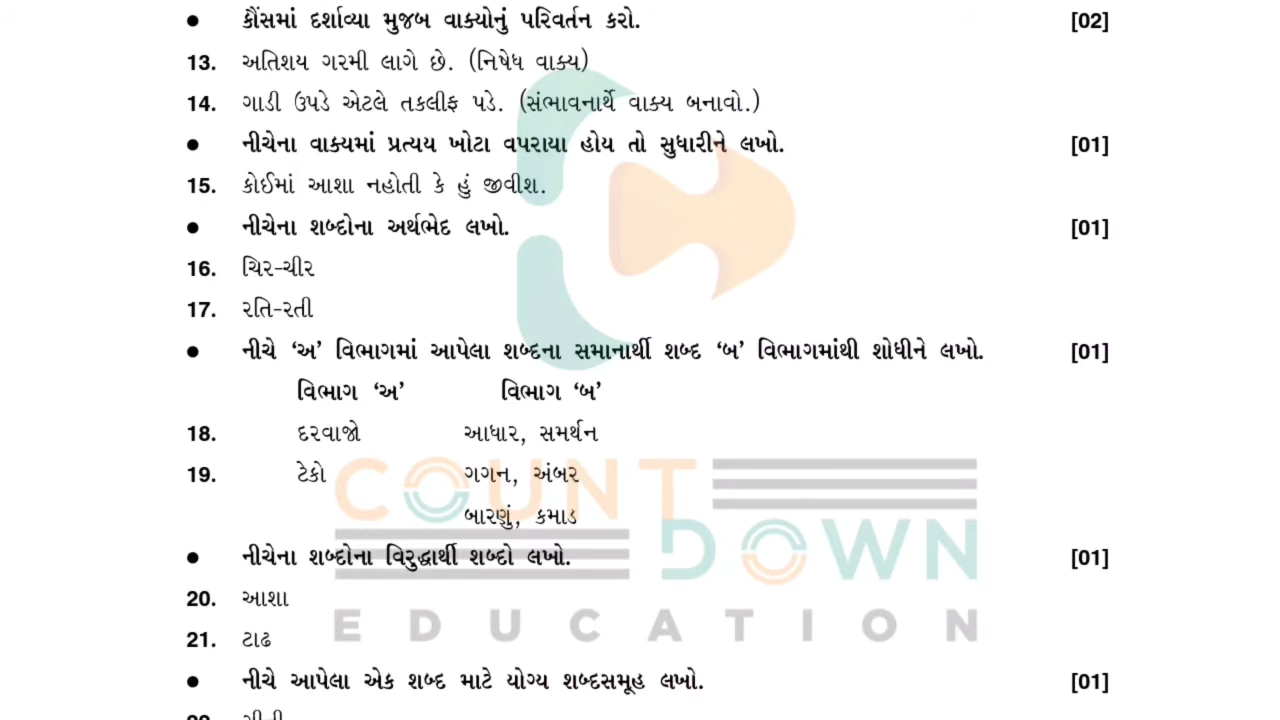 ● કૌંસમાં દર્શાવ્યા મુજબ વાક્યોનું પરિવર્તન કરો. [02]
13. અતિશય ગરમી લાગે છે. (નિષેધ વાક્ય)
14. ગાડી ઉપડે એટલે તકલીફ પડે. (સંભાવનાર્થે વાક્ય બનાવો.)
● નીચેના વાક્યમાં પ્રત્યય ખોટા વપરાયા હોય તો સુધારીને લખો. [01]
15. કોઈમાં આશા નહોતી કે હું જીવીશ.
● નીચેના શબ્દોના અર્થભેદ લખો. [01]
16. ચિર-ચીર
17. રતિ-રતી
● નીચે ‘અ’ વિભાગમાં આપેલા શબ્દના સમાનાર્થી શબ્દ ‘બ’ વિભાગમાંથી શોધીને લખો. [01]
વિભાગ ‘અ’ વિભાગ ‘બ’
18. દરવાજો આધાર, સમર્થન
19. ટેકો ગગન, અંબર
બારણું, કમાડ
● નીચેના શબ્દોના વિરુદ્ધાર્થી શબ્દો લખો. [01]
20. આશા
21. ટાઢ
● નીચે આપેલા એક શબ્દ માટે યોગ્ય શબ્દસમૂહ લખો. [01]
COUNT
DOWN
EDUCATION